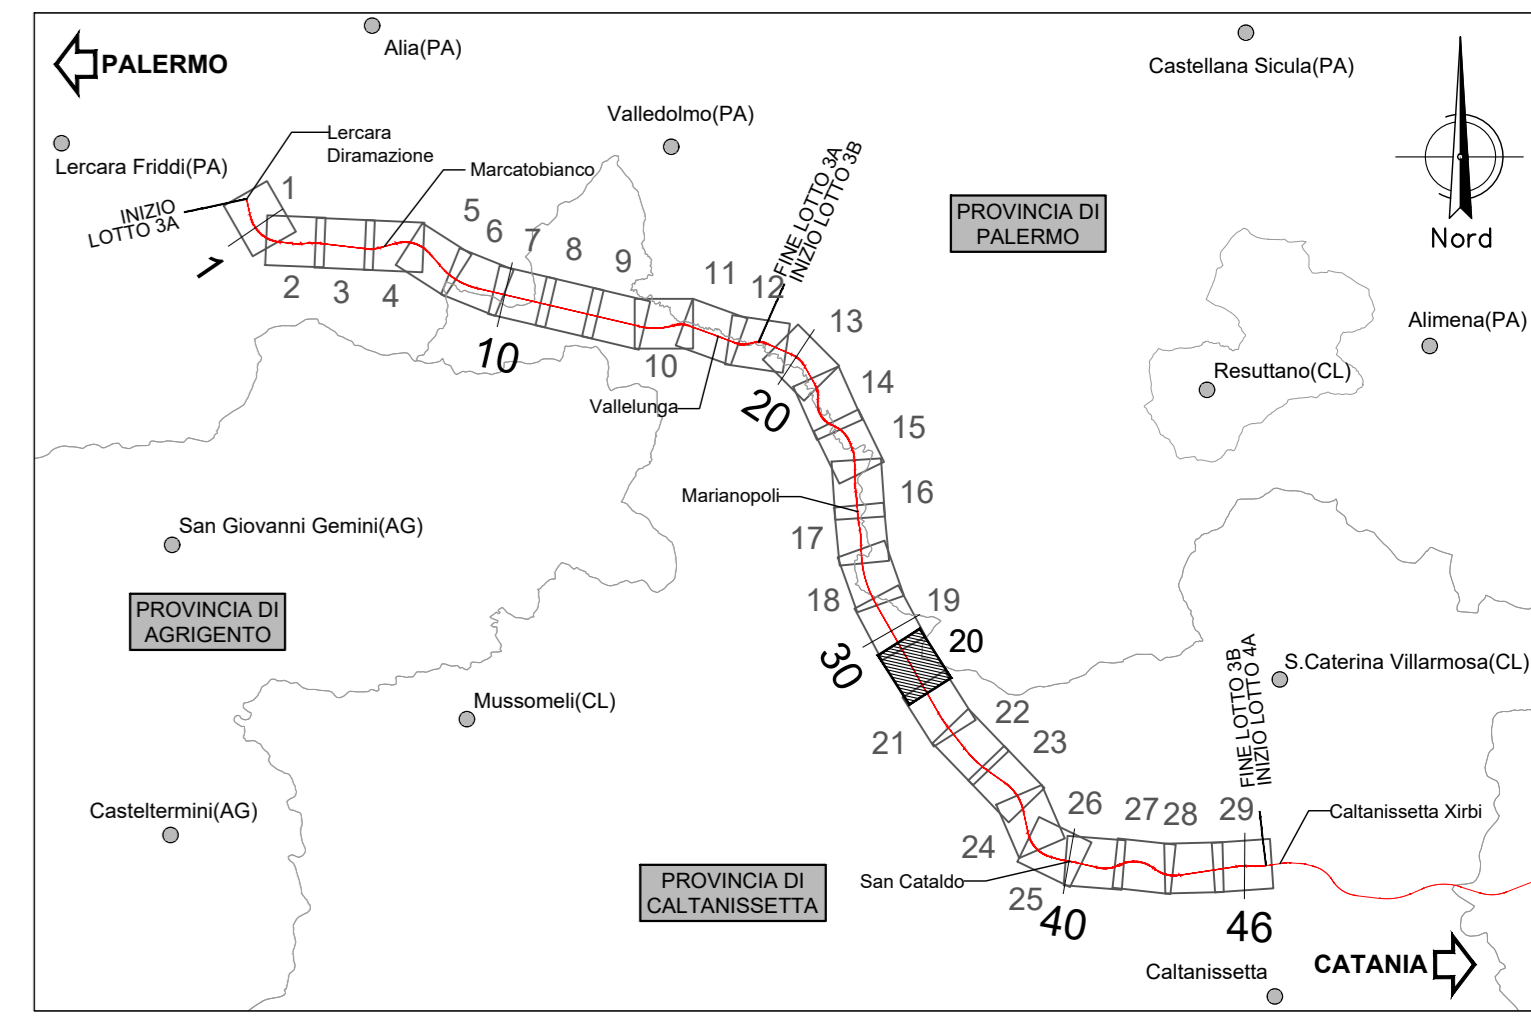 Alia(PA)
PALERMO
Castellana Sicula(PA)
Valledolmo(PA)
Lercara
Diramazione
Lercara Friddi(PA)
Marcatobianco
INIZIO
LOTTO 3A
FINE LOTTO 3A
INIZIO LOTTO 3B
PROVINCIA DI
PALERMO
Nord
1
1
2
3
4
5
6
7
8
9
10
10
11
12
13
Alimena(PA)
Resuttano(CL)
Vallelunga
20
14
15
Marianopoli
16
17
San Giovanni Gemini(AG)
PROVINCIA DI
AGRIGENTO
18
19
20
30
S.Caterina Villarmosa(CL)
Mussomeli(CL)
21
22
23
FINE LOTTO 3B
INIZIO LOTTO 4A
Casteltermini(AG)
24
25
26
27
28
29
Caltanissetta Xirbi
San Cataldo
PROVINCIA DI
CALTANISSETTA
40
46
Caltanissetta
CATANIA